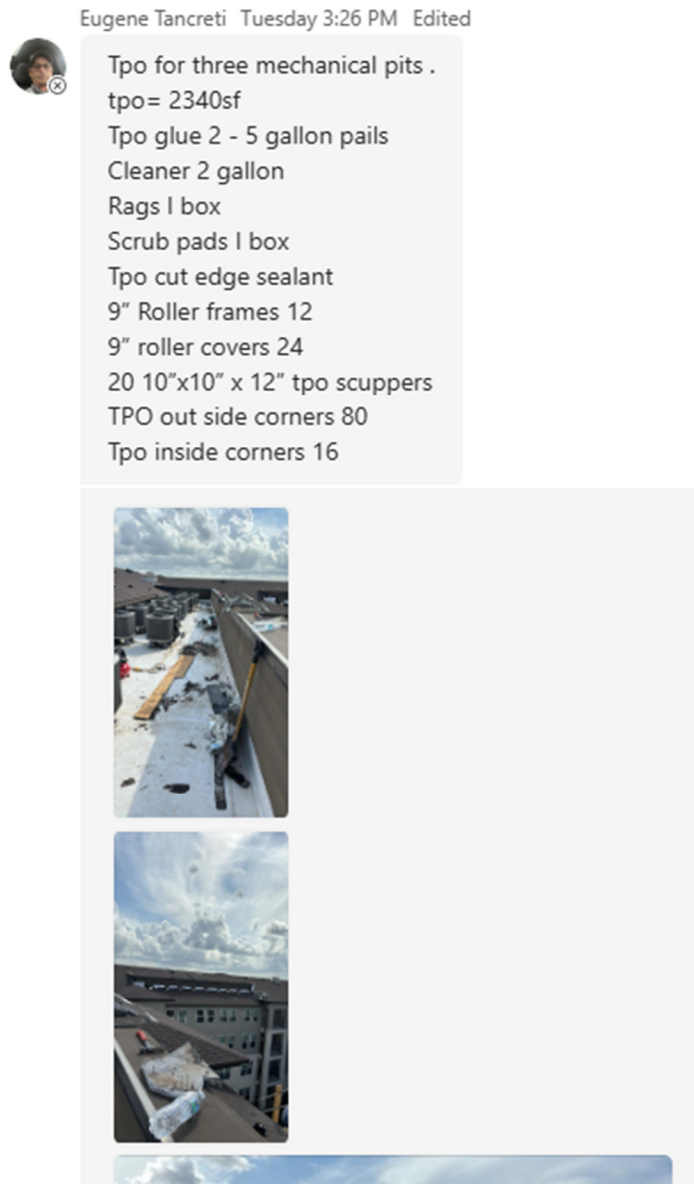 Eugene Tancreti Tuesday 3:26 PM Edited
Tpo for three mechanical pits .
tpo= 2340sf
Tpo glue 2 - 5 gallon pails
Cleaner 2 gallon
Rags I box
Scrub pads I box
Tpo cut edge sealant
9” Roller frames 12
9” roller covers 24
20 10”x10” x 12” tpo scuppers
TPO out side corners 80
Tpo inside corners 16